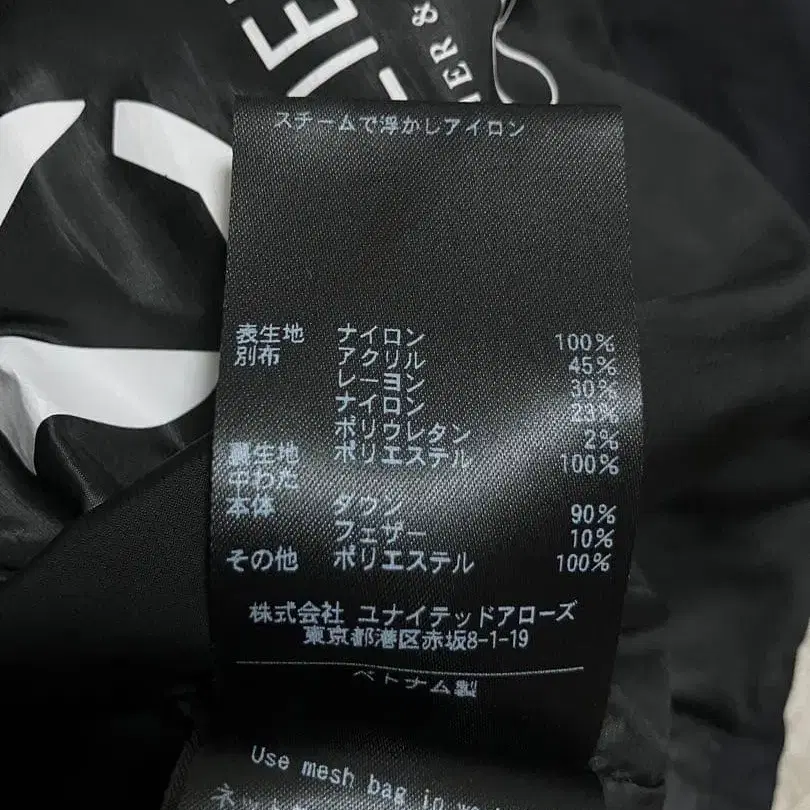 IER &
スチームで浮かしアイロン
表生地 ナイロン 100%
別布 アクリル 45%
レーヨン 30%
ナイロン 23%
ポリウレタン 2%
裏生地 ポリエステル 100%
中わた
本体 ダウン 90%
フェザー 10%
その他 ポリエステル 100%
株式会社 ユナイテッドアローズ
東京都港区赤坂8-1-19
ベトナム製
Use mesh bag in
ネット